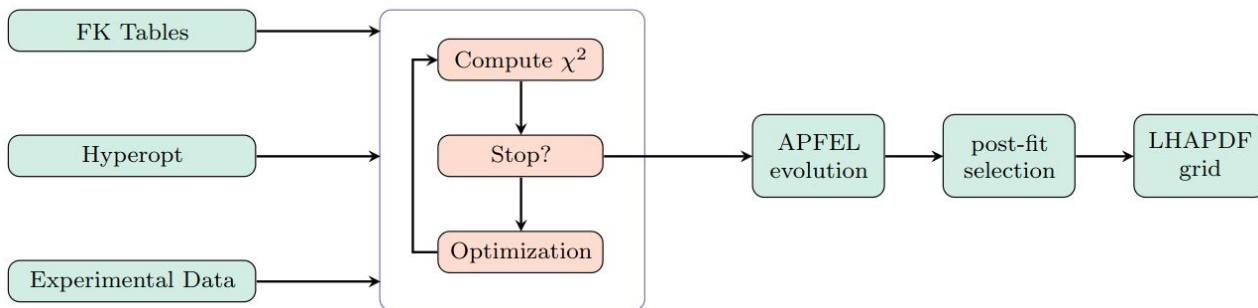 FK Tables
Hyperopt
Experimental Data
Compute χ²
Stop?
Optimization
APFEL
evolution
post-fit
selection
LHAPDF
grid